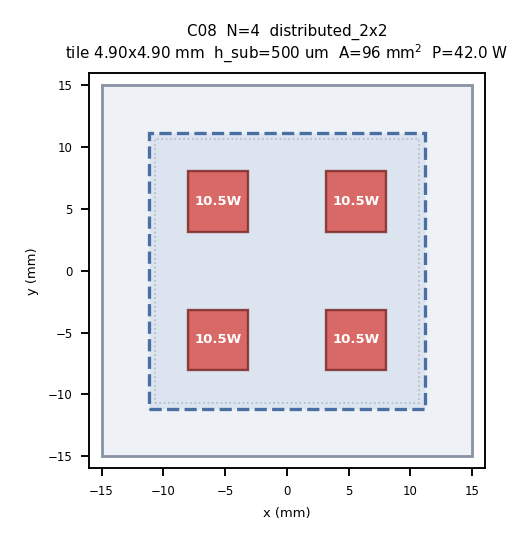 C08 N=4 distributed_2x2
tile 4.90x4.90 mm h_sub=500 um A=96 mm² P=42.0 W
15
10
5
0
−5
−10
−15
y (mm)
10.5W 10.5W
10.5W 10.5W
−15 −10 −5 0 5 10 15
x (mm)